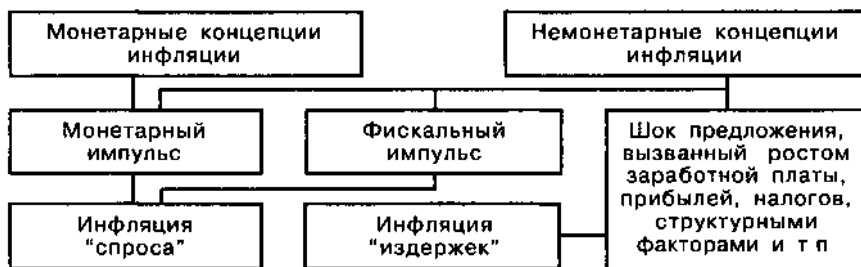 Монетарные концепции
инфляции
Немонетарные концепции
инфляции
Монетарный
импульс
Фискальный
импульс
Шок предложения,
вызванный ростом
заработной платы,
прибылей, налогов,
структурными
факторами и т п
Инфляция
"спроса"
Инфляция
"издержек"